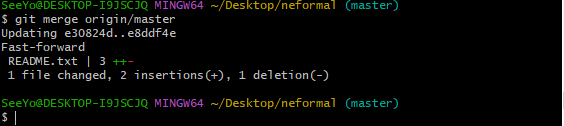 SeeYo@DESKTOP-I9JSCJQ MINGW64 ~/Desktop/neformal (master)
$ git merge origin/master
Updating e30824d..e8ddf4e
Fast-forward
 README.txt | 3 ++-
 1 file changed, 2 insertions(+), 1 deletion(-)
SeeYo@DESKTOP-I9JSCJQ MINGW64 ~/Desktop/neformal (master)
$